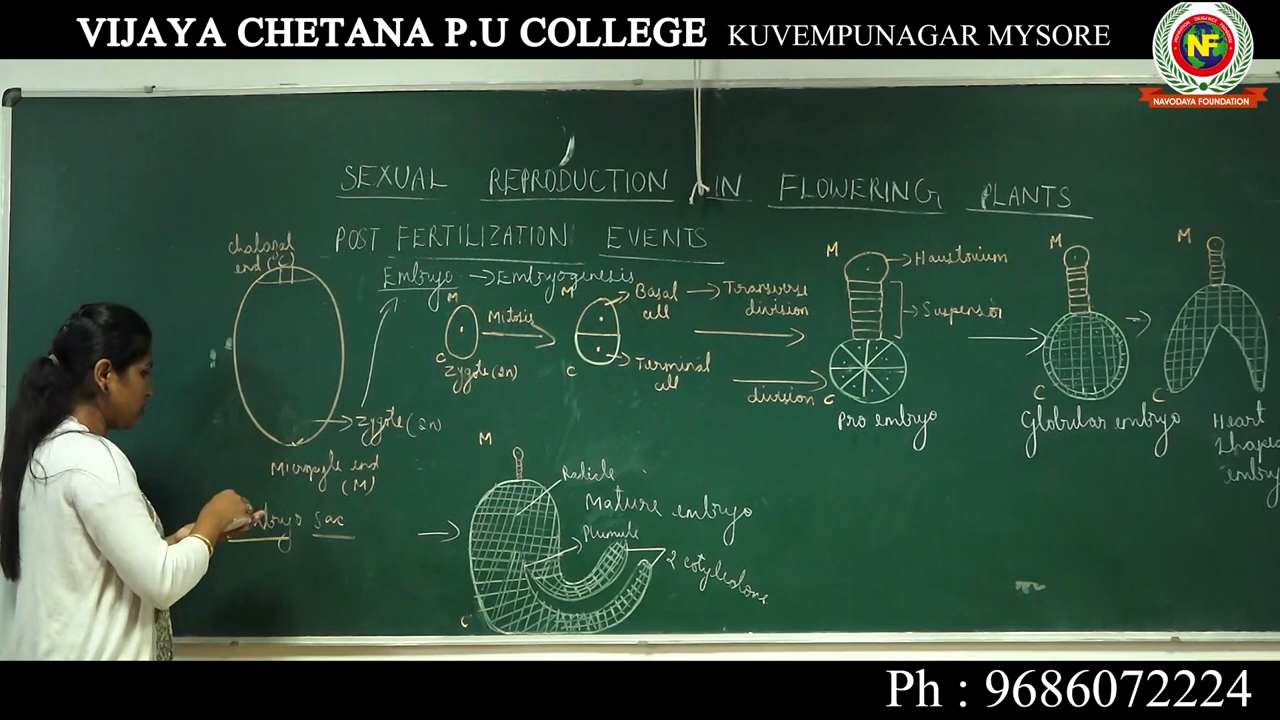 VIJAYA CHETANA P.U COLLEGE KUVEMPUNAGAR MYSORE
NF
NAVODAYA FOUNDATION
SEXUAL REPRODUCTION IN FLOWERING PLANTS
POST FERTILIZATION EVENTS
chalazal
end (C)
Embryo → Embryogenesis
Zygote (2n)
Micropyle end
(M)
Embryo Sac
M
C
Zygote (2n)
Mitosis
M
C
Basal
cell
Transverse
division
Terminal
cell
division
M
Haustorium
Suspensor
C
Pro embryo
M
C
Globular embryo
M
C
Heart
Shaped
embry
M
Radicle
Mature embryo
Plumule
2 cotyledons
C
Ph : 9686072224